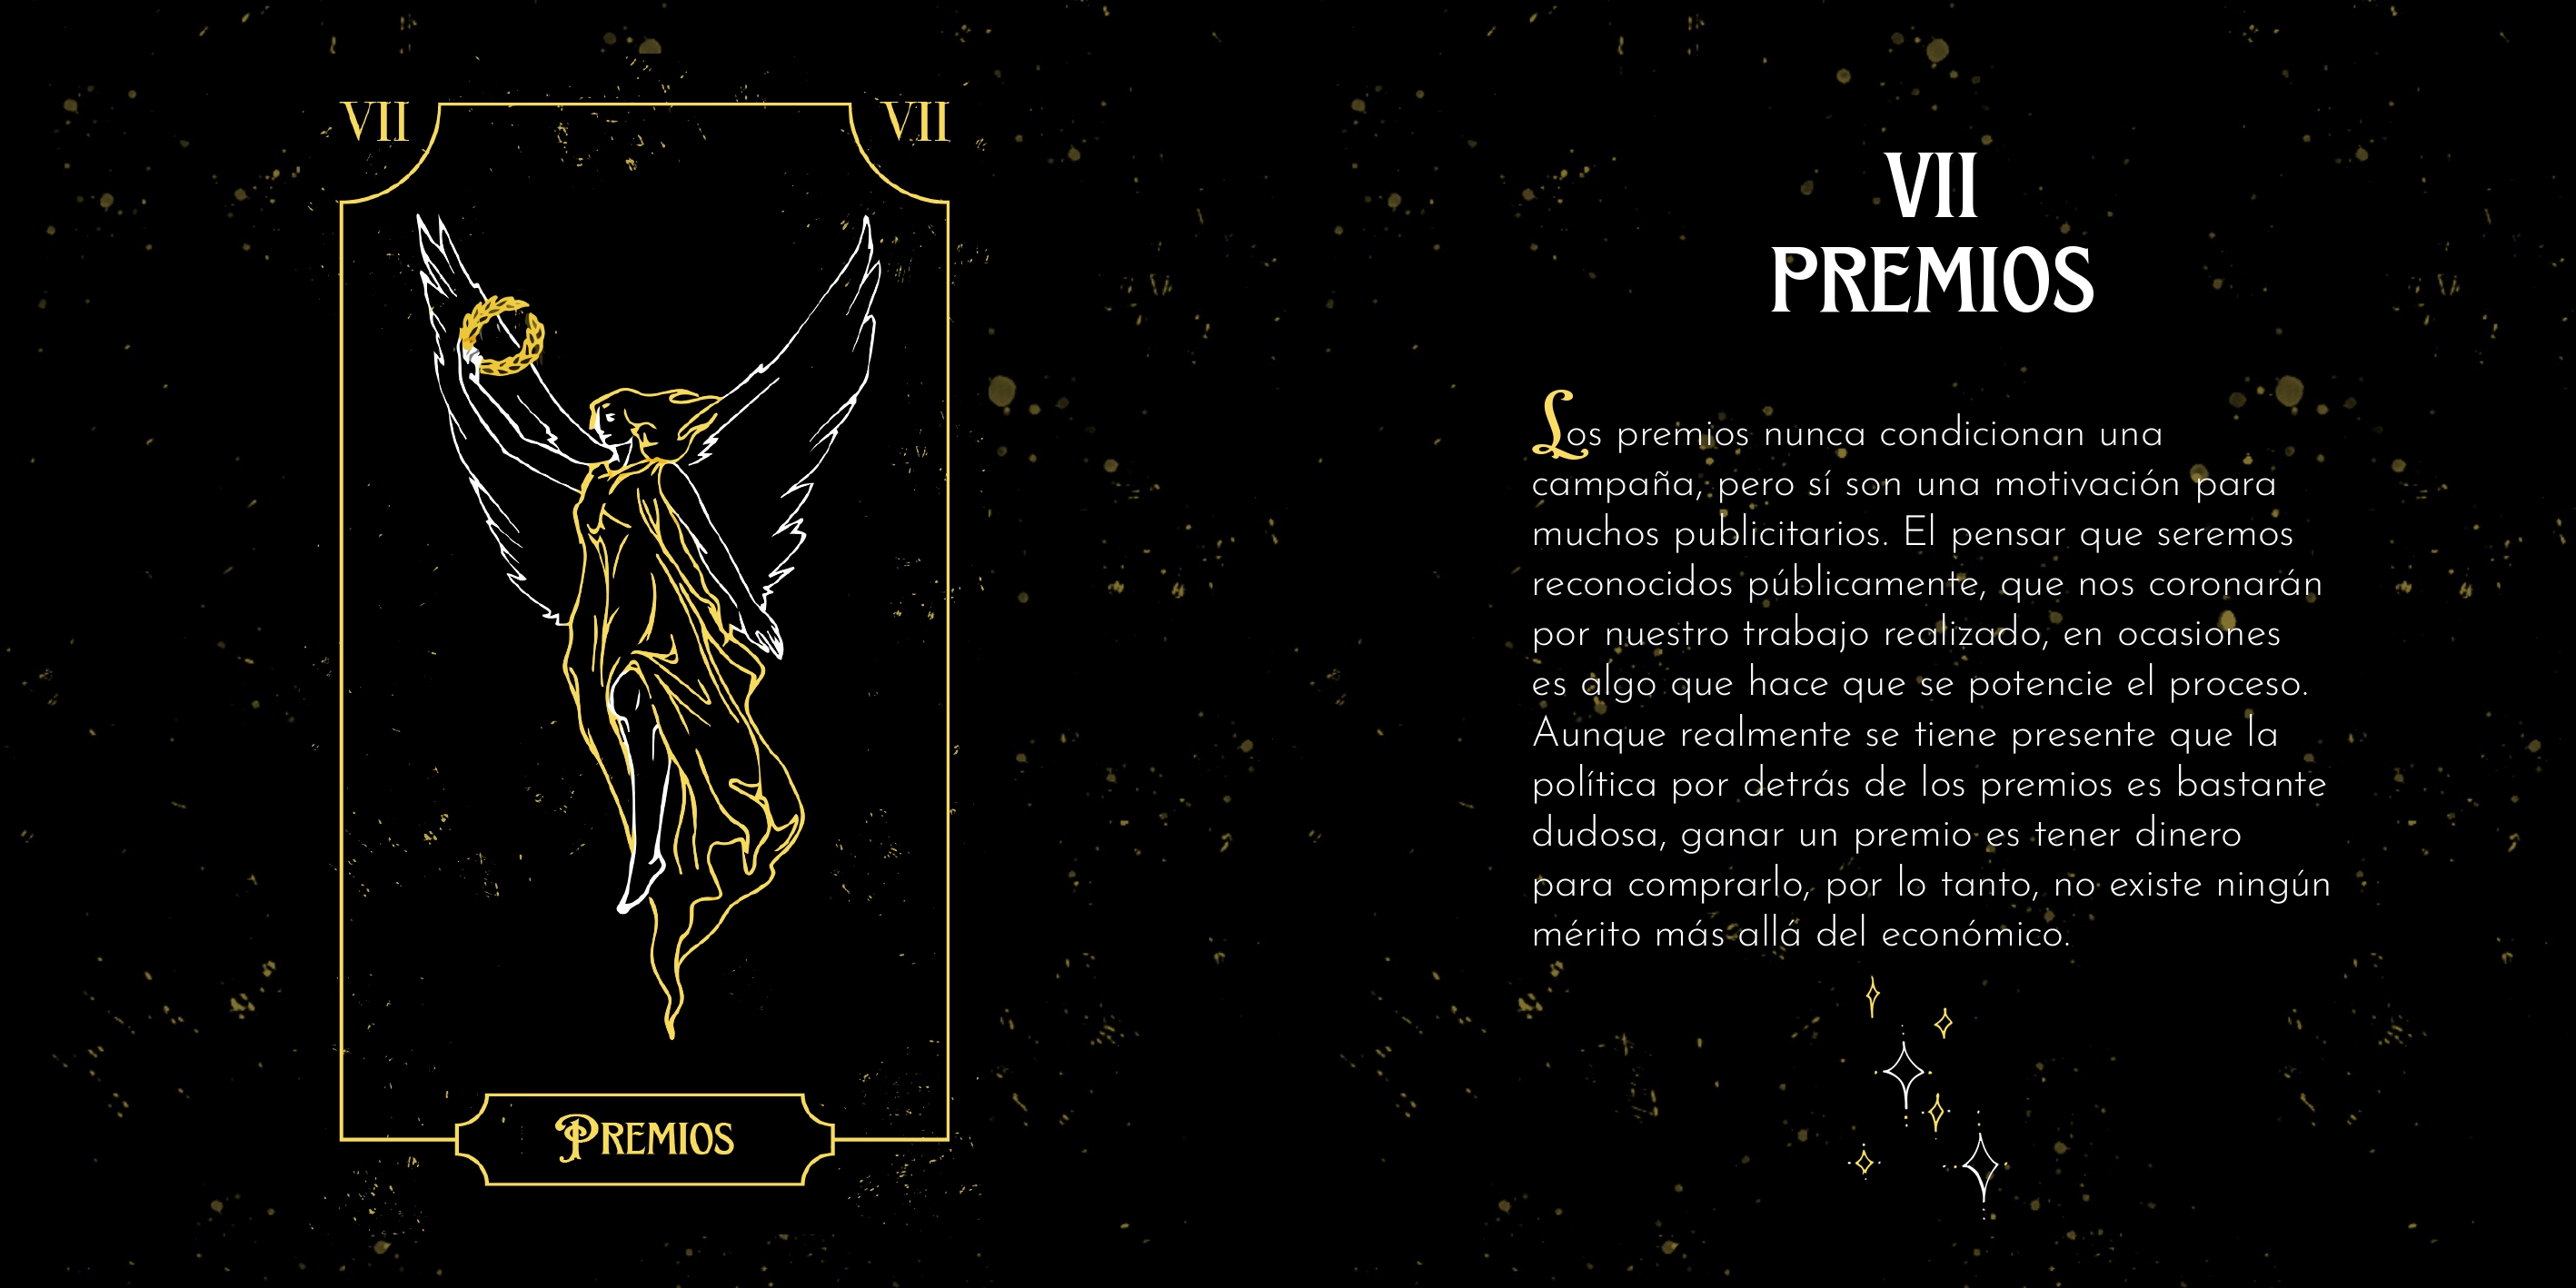 VII
VII
PREMIOS
VII
PREMIOS
Los premios nunca condicionan una
campaña, pero sí son una motivación para
muchos publicitarios. El pensar que seremos
reconocidos públicamente, que nos coronarán
por nuestro trabajo realizado, en ocasiones
es algo que hace que se potencie el proceso.
Aunque realmente se tiene presente que la
política por detrás de los premios es bastante
dudosa, ganar un premio es tener dinero
para comprarlo, por lo tanto, no existe ningún
mérito más allá del económico.